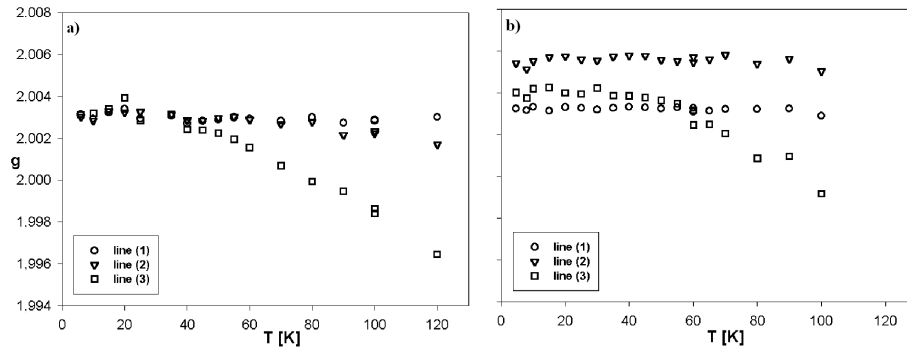 2.008
2.006
2.004
2.002
2.000
1.998
1.996
1.994
g
a)
line (1)
line (2)
line (3)
0 20 40 60 80 100 120
T [K]
b)
line (1)
line (2)
line (3)
0 20 40 60 80 100 120
T [K]